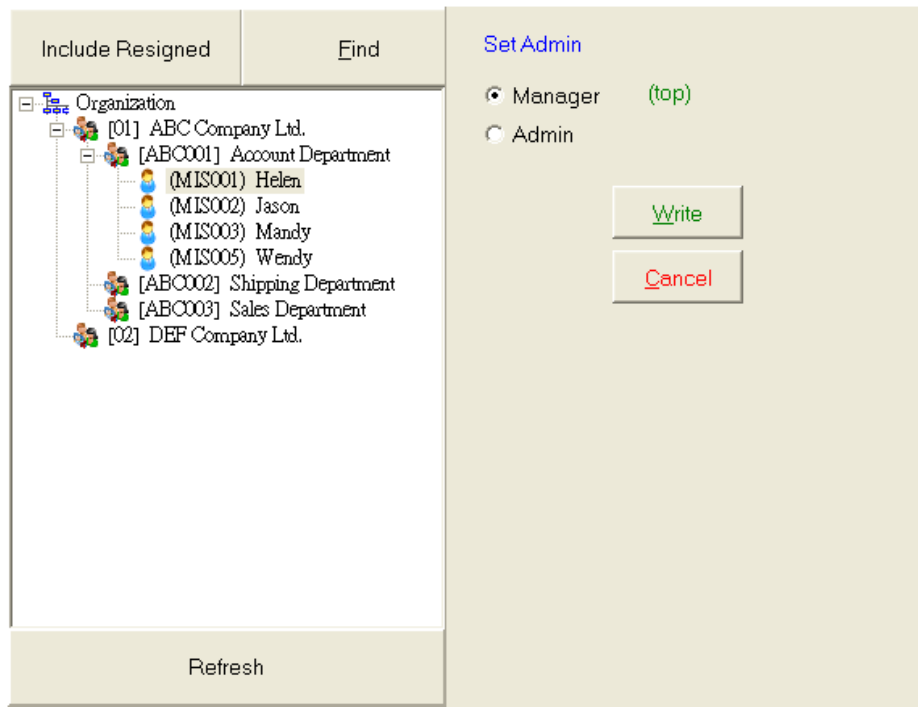 Include Resigned
Find
Organization
[01] ABC Company Ltd.
[ABC001] Account Department
(MIS001) Helen
(MIS002) Jason
(MIS003) Mandy
(MIS005) Wendy
[ABC002] Shipping Department
[ABC003] Sales Department
[02] DEF Company Ltd.
Refresh
Set Admin
Manager (top)
Admin
Write
Cancel